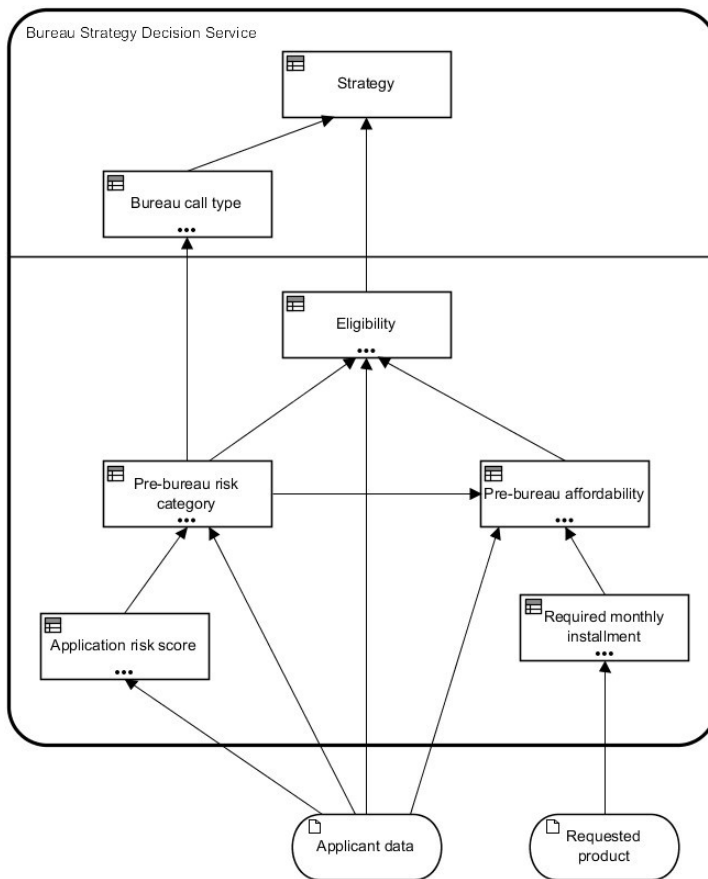 Bureau Strategy Decision Service
Strategy
Bureau call type
Eligibility
Pre-bureau risk
category
Pre-bureau affordability
Application risk score
Required monthly
installment
Applicant data
Requested
product